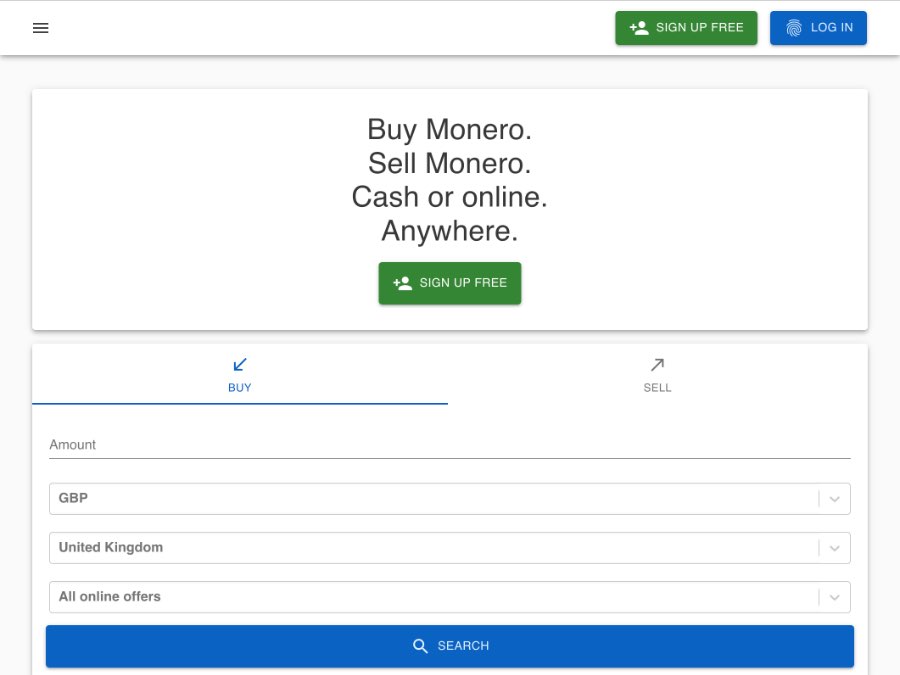 SIGN UP FREE
LOG IN
Buy Monero.
Sell Monero.
Cash or online.
Anywhere.
SIGN UP FREE
BUY
SELL
Amount
GBP
United Kingdom
All online offers
SEARCH